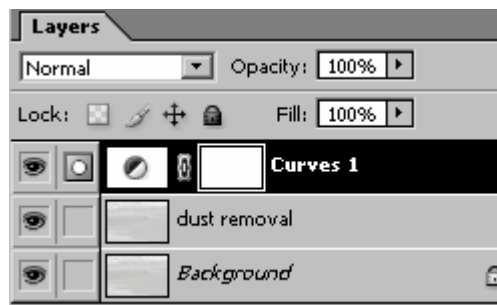 Layers
Normal Opacity: 100%
Lock: Fill: 100%
Curves 1
dust removal
Background